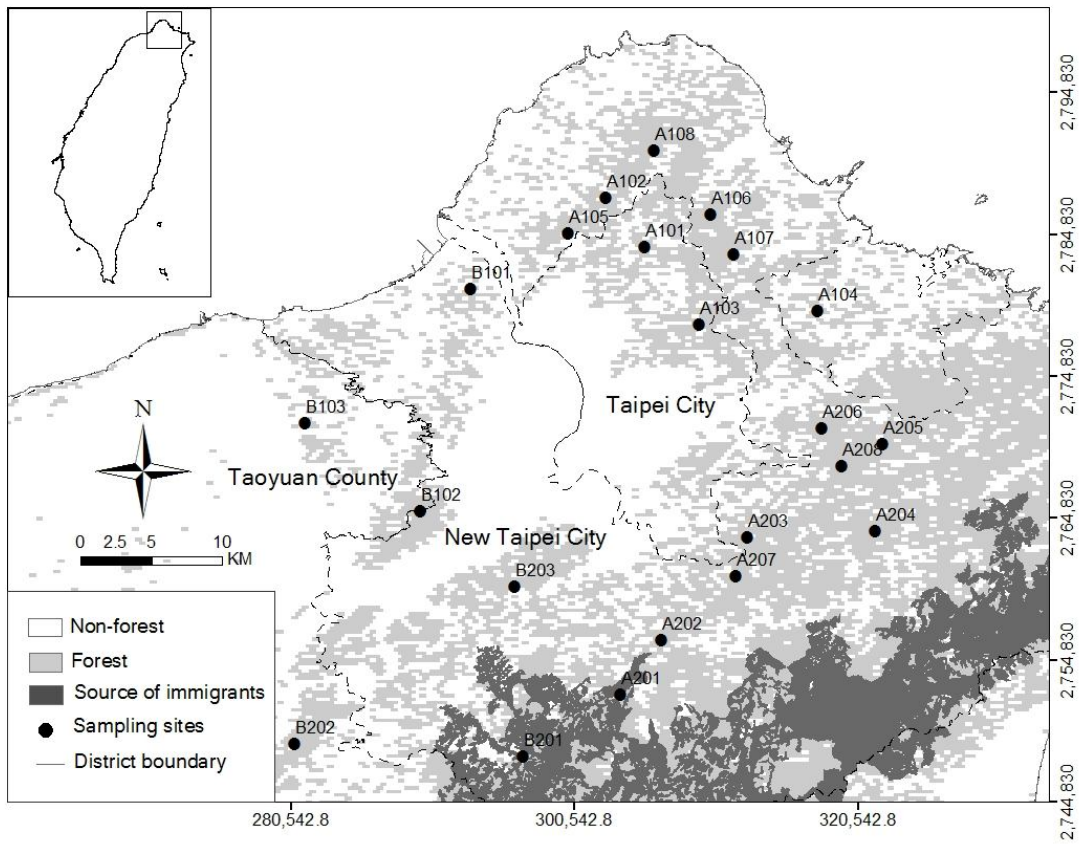 2,794,830
A108
A102
A106
A105
A101
A107
2,784,830
B101
A104
A103
2,774,830
Taipei City
B103
A206
A205
N
A208
Taoyuan County
B102
2,764,830
A203
A204
New Taipei City
0 2.5 5 10
KM
A207
B203
Non-forest
A202
Forest
2,754,830
Source of immigrants
A201
Sampling sites
B202
B201
District boundary
2,744,830
280,542.8
300,542.8
320,542.8